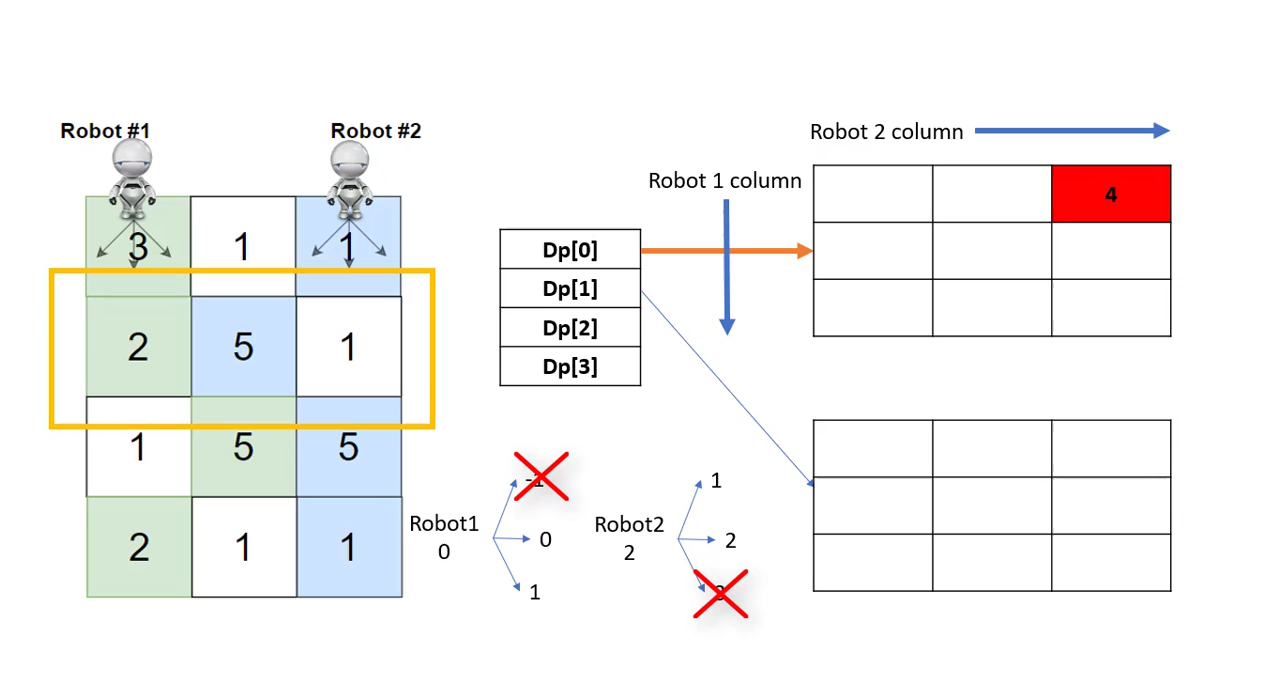 Robot #1
Robot #2
3 1 1
2 5 1
1 5 5
2 1 1
Dp[0]
Dp[1]
Dp[2]
Dp[3]
Robot 1 column
Robot 2 column
4
Robot1
0
-1
0
1
Robot2
2
1
2